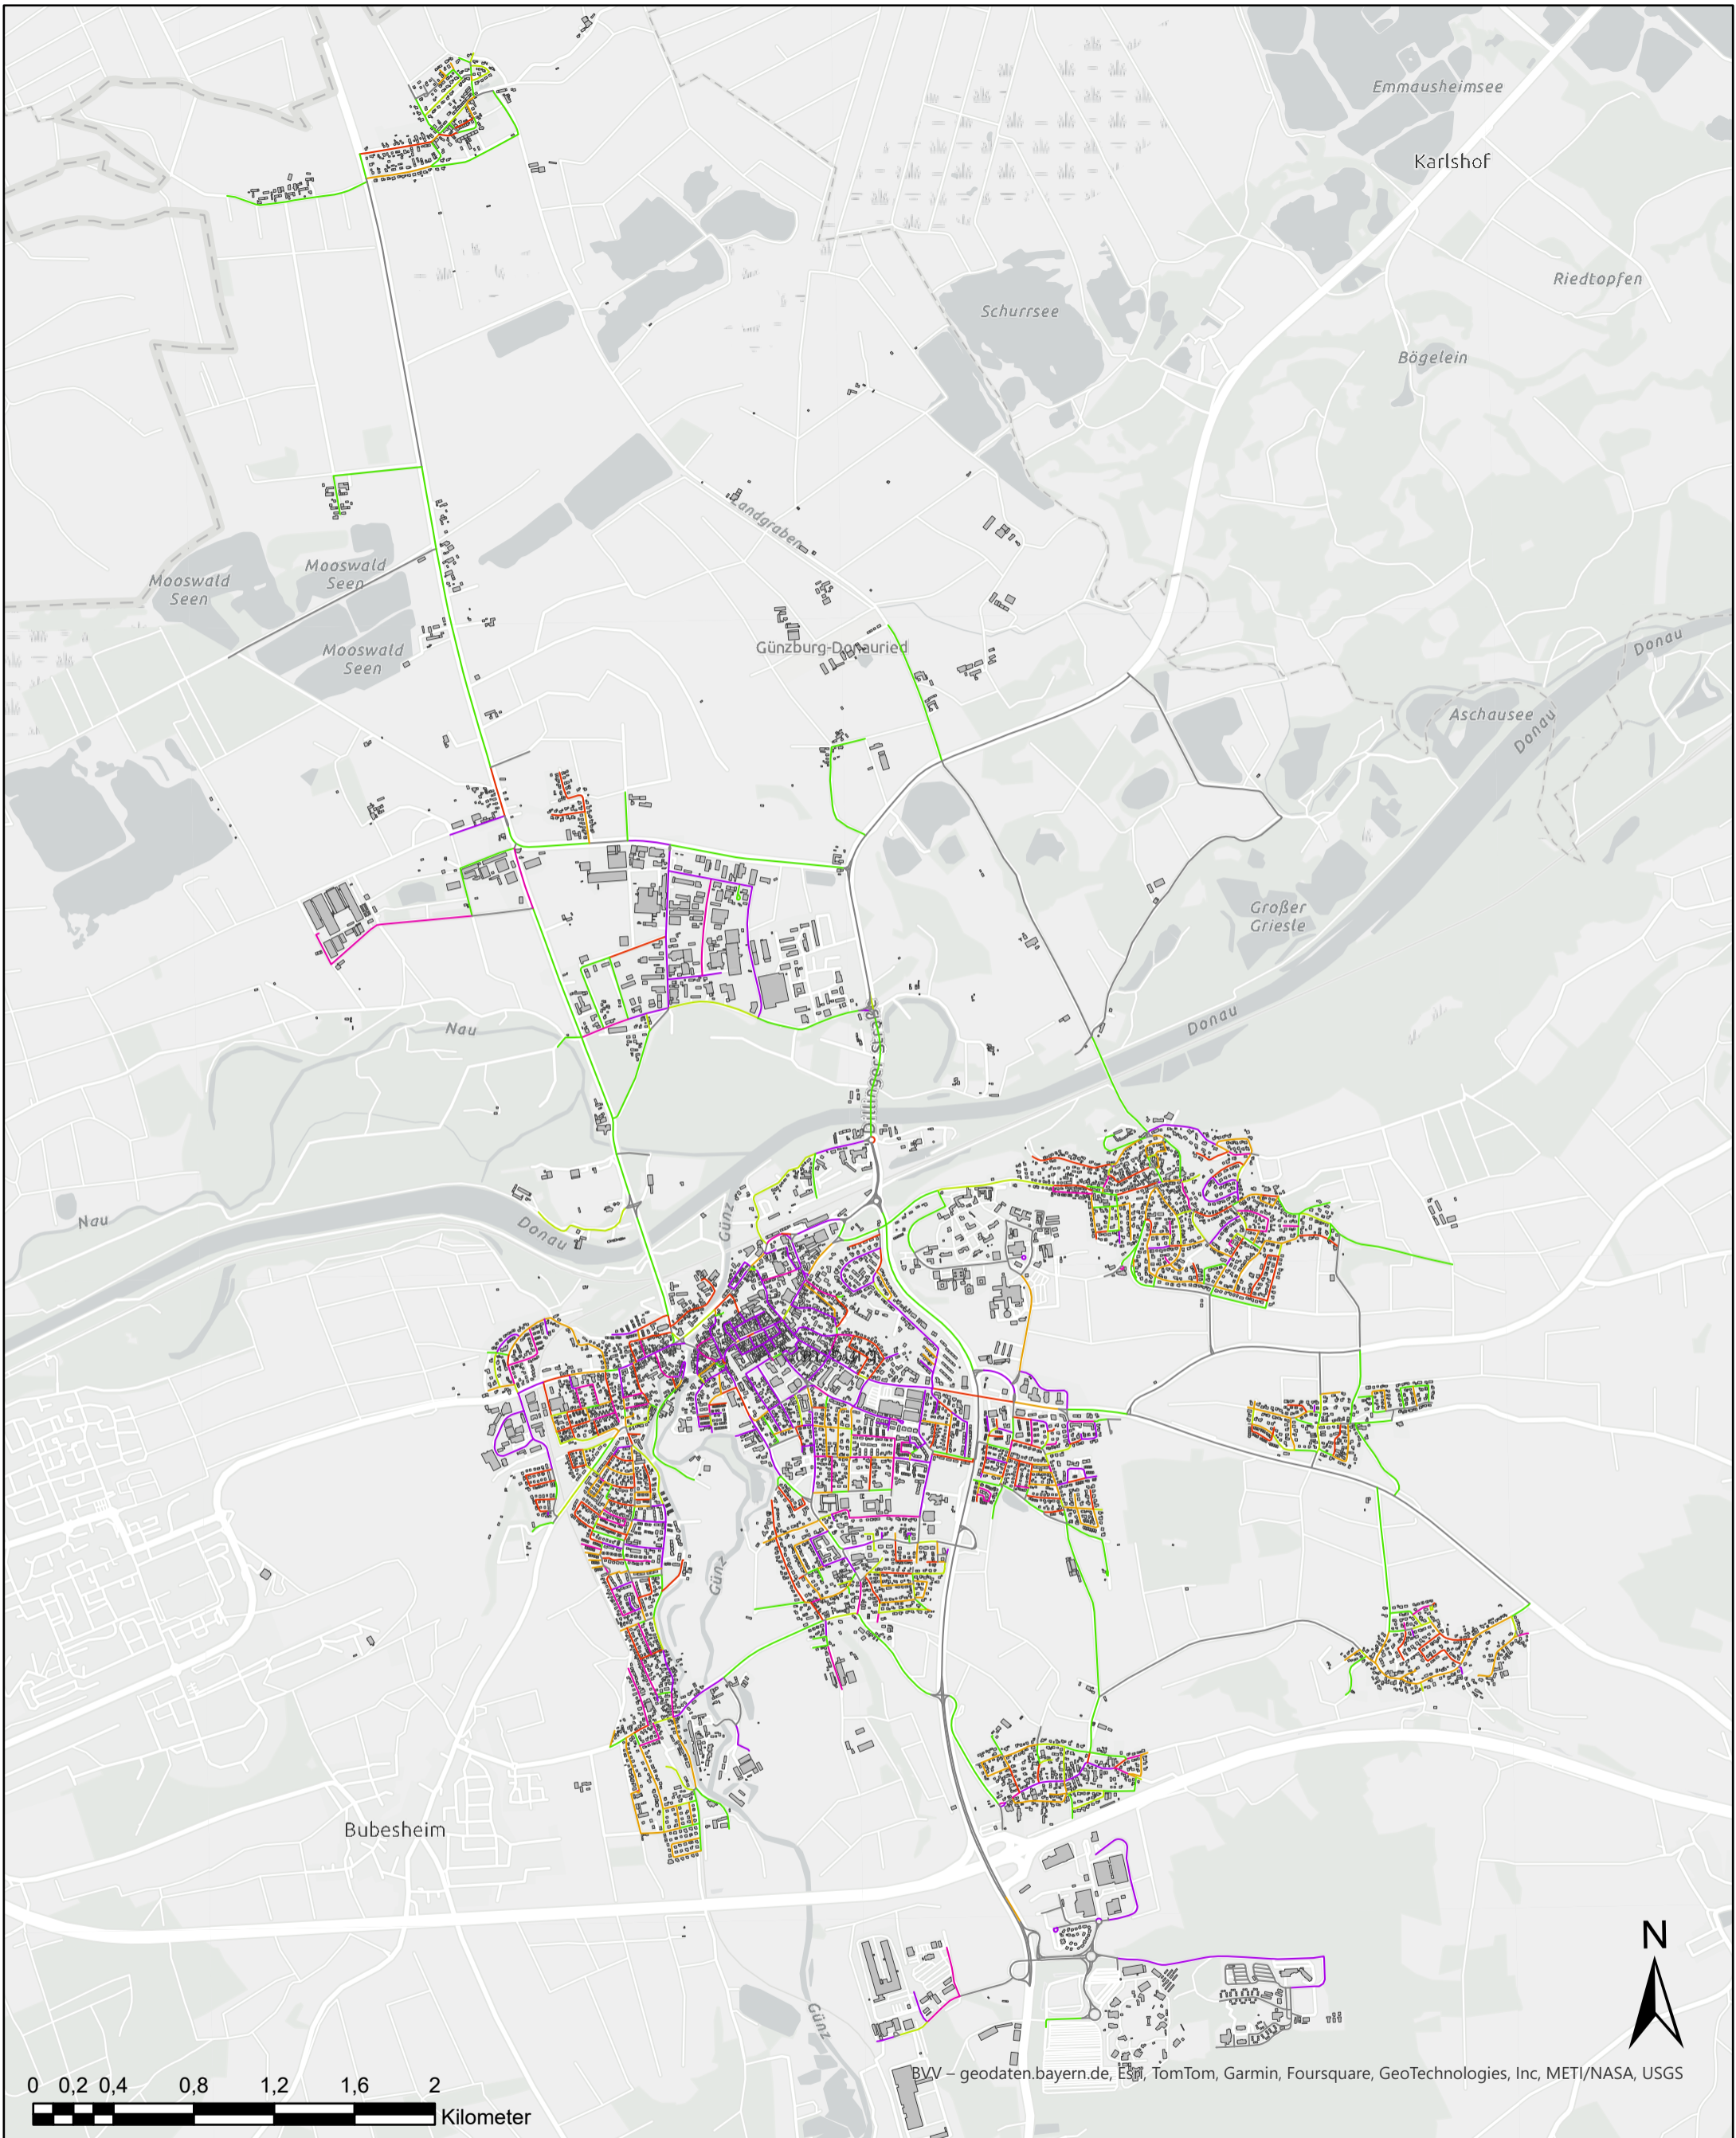 Emmausheimsee
Karlshof
Riedtopfen
Schurrsee
Bögelein
Landgraben
Mooswald
Seen
Mooswald
Seen
Mooswald
Seen
Günzburg-Donauried
Donau
Aschausee
Donau
Großer
Griesle
Nau
Donau
Dillinger Straße
Nau
Donau
Günz
Günz
Bubesheim
Günz
N
BVV – geodaten.bayern.de, Esri, TomTom, Garmin, Foursquare, GeoTechnologies, Inc, METI/NASA, USGS
0 0,2 0,4 0,8 1,2 1,6 2
Kilometer